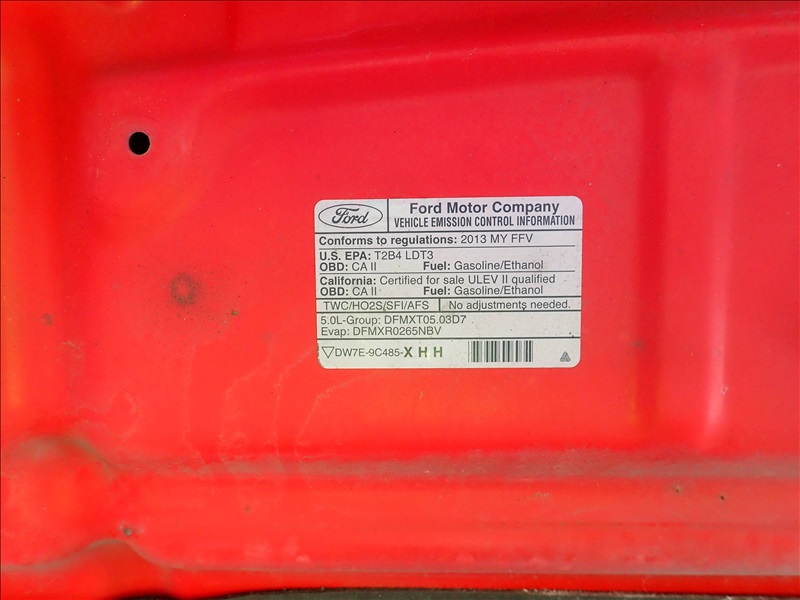 Ford
Ford Motor Company
VEHICLE EMISSION CONTROL INFORMATION
Conforms to regulations: 2013 MY FFV
U.S. EPA: T2B4 LDT3
OBD: CA II Fuel: Gasoline/Ethanol
California: Certified for sale ULEV II qualified
OBD: CA II Fuel: Gasoline/Ethanol
TWC/HO2S/SFI/AFS No adjustments needed.
5.0L-Group: DFMXT05.03D7
Evap: DFMXR0265NBV
DW7E-9C485-X H H